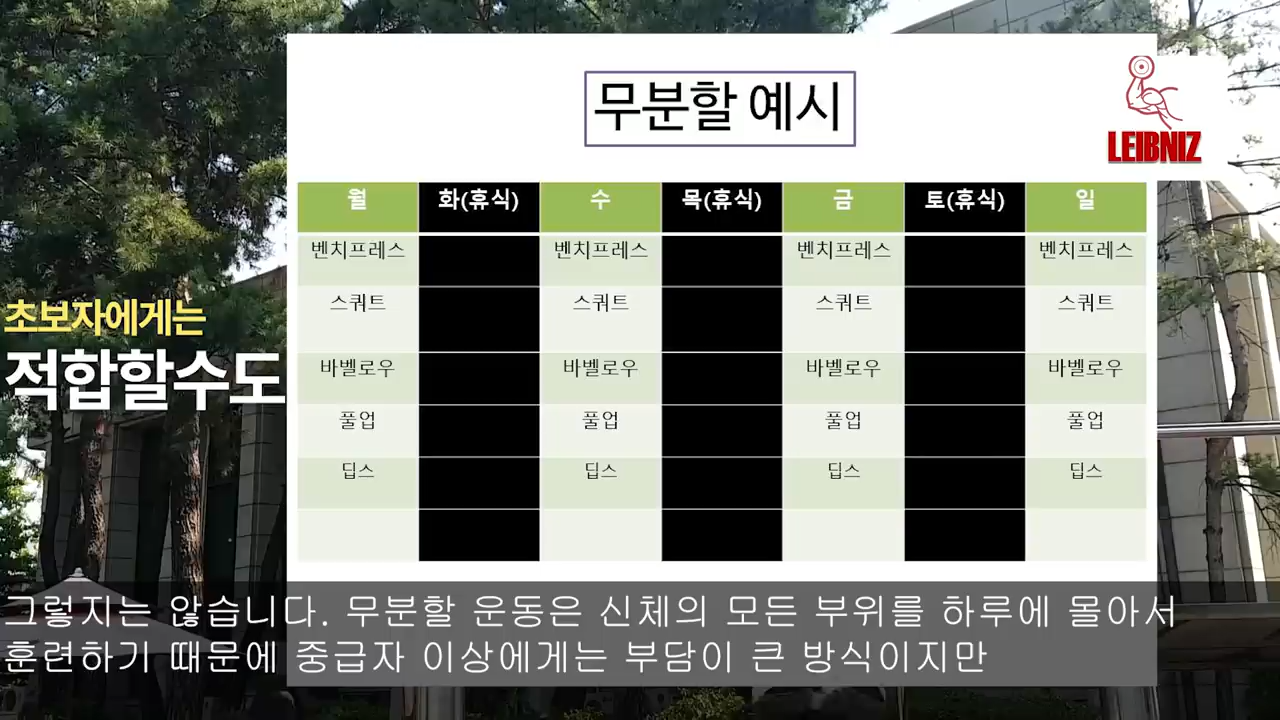 무분할 예시
LEIBNIZ
월 화(휴식) 수 목(휴식) 금 토(휴식) 일
벤치프레스 벤치프레스 벤치프레스 벤치프레스
스쿼트 스쿼트 스쿼트 스쿼트
바벨로우 바벨로우 바벨로우 바벨로우
풀업 풀업 풀업 풀업
딥스 딥스 딥스 딥스
초보자에게는
적합할수도
그렇지는 않습니다. 무분할 운동은 신체의 모든 부위를 하루에 몰아서
훈련하기 때문에 중급자 이상에게는 부담이 큰 방식이지만